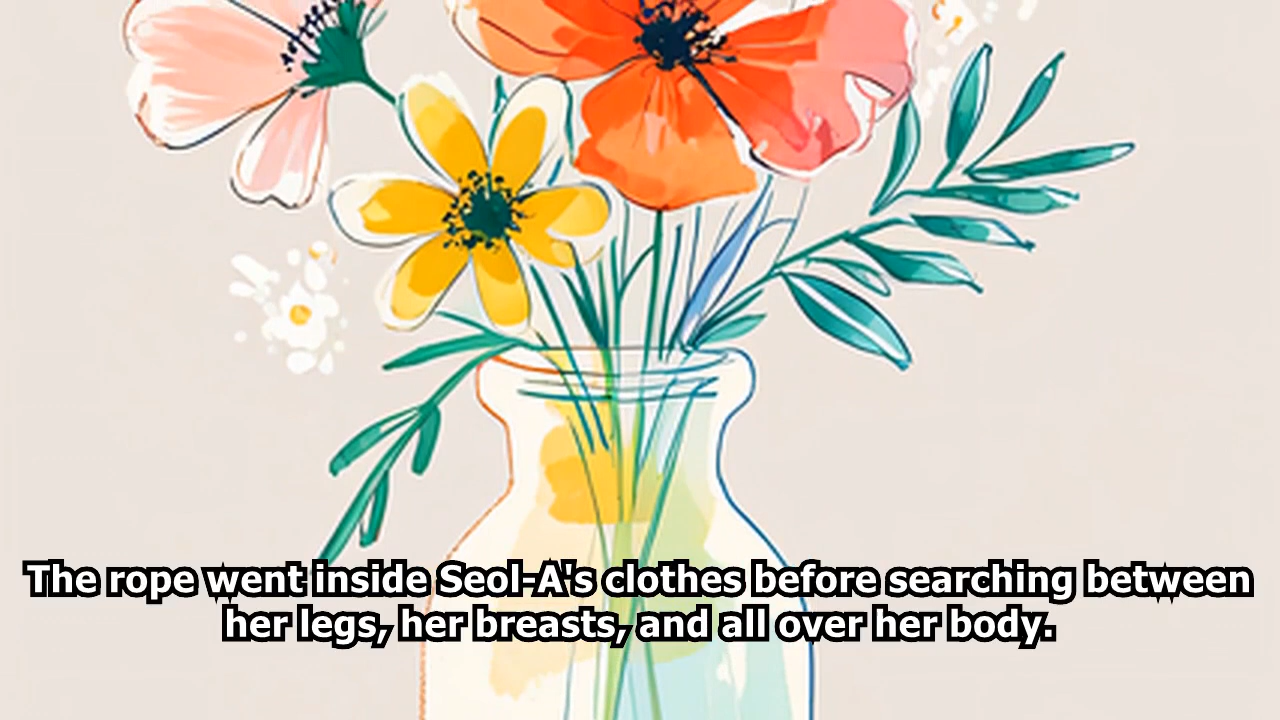 The rope went inside Seol-A's clothes before searching between
her legs, her breasts, and all over her body.